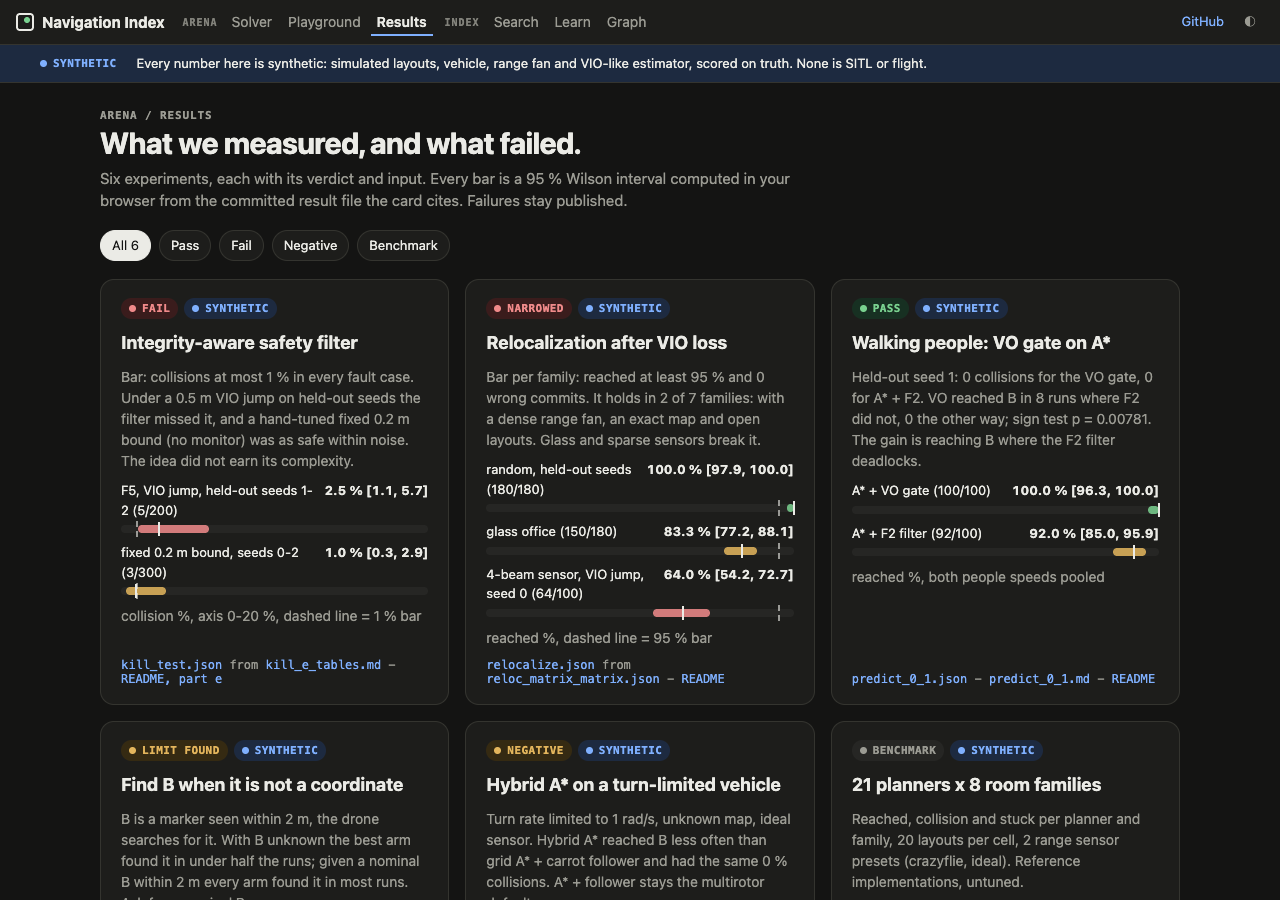 Navigation Index ARENA Solver Playground Results INDEX Search Learn Graph GitHub
SYNTHETIC Every number here is synthetic: simulated layouts, vehicle, range fan and VIO-like estimator, scored on truth. None is SITL or flight.
ARENA / RESULTS
What we measured, and what failed.
Six experiments, each with its verdict and input. Every bar is a 95 % Wilson interval computed in your
browser from the committed result file the card cites. Failures stay published.
All 6 Pass Fail Negative Benchmark
FAIL SYNTHETIC
Integrity-aware safety filter
Bar: collisions at most 1 % in every fault case.
Under a 0.5 m VIO jump on held-out seeds the
filter missed it, and a hand-tuned fixed 0.2 m
bound (no monitor) was as safe within noise.
The idea did not earn its complexity.
F5, VIO jump, held-out seeds 1- 2.5 % [1.1, 5.7]
2 (5/200)
fixed 0.2 m bound, seeds 0-2 1.0 % [0.3, 2.9]
(3/300)
collision %, axis 0-20 %, dashed line = 1 % bar
kill_test.json from kill_e_tables.md —
README, part e
NARROWED SYNTHETIC
Relocalization after VIO loss
Bar per family: reached at least 95 % and 0
wrong commits. It holds in 2 of 7 families: with
a dense range fan, an exact map and open
layouts. Glass and sparse sensors break it.
random, held-out seeds 100.0 % [97.9, 100.0]
(180/180)
glass office (150/180) 83.3 % [77.2, 88.1]
4-beam sensor, VIO jump, 64.0 % [54.2, 72.7]
seed 0 (64/100)
reached %, dashed line = 95 % bar
relocalize.json from
reloc_matrix_matrix.json — README
PASS SYNTHETIC
Walking people: VO gate on A*
Held-out seed 1: 0 collisions for the VO gate, 0
for A* + F2. VO reached B in 8 runs where F2
did not, 0 the other way; sign test p = 0.00781.
The gain is reaching B where the F2 filter
deadlocks.
A* + VO gate (100/100) 100.0 % [96.3, 100.0]
A* + F2 filter (92/100) 92.0 % [85.0, 95.9]
reached %, both people speeds pooled
predict_0_1.json — predict_0_1.md — README
LIMIT FOUND SYNTHETIC
Find B when it is not a coordinate
B is a marker seen within 2 m, the drone
searches for it. With B unknown the best arm
found it in under half the runs; given a nominal
B within 2 m every arm found it in most runs.
NEGATIVE SYNTHETIC
Hybrid A* on a turn-limited vehicle
Turn rate limited to 1 rad/s, unknown map, ideal
sensor. Hybrid A* reached B less often than
grid A* + carrot follower and had the same 0 %
collisions. A* + follower stays the multirotor
BENCHMARK SYNTHETIC
21 planners x 8 room families
Reached, collision and stuck per planner and
family, 20 layouts per cell, 2 range sensor
presets (crazyflie, ideal). Reference
implementations, untuned.